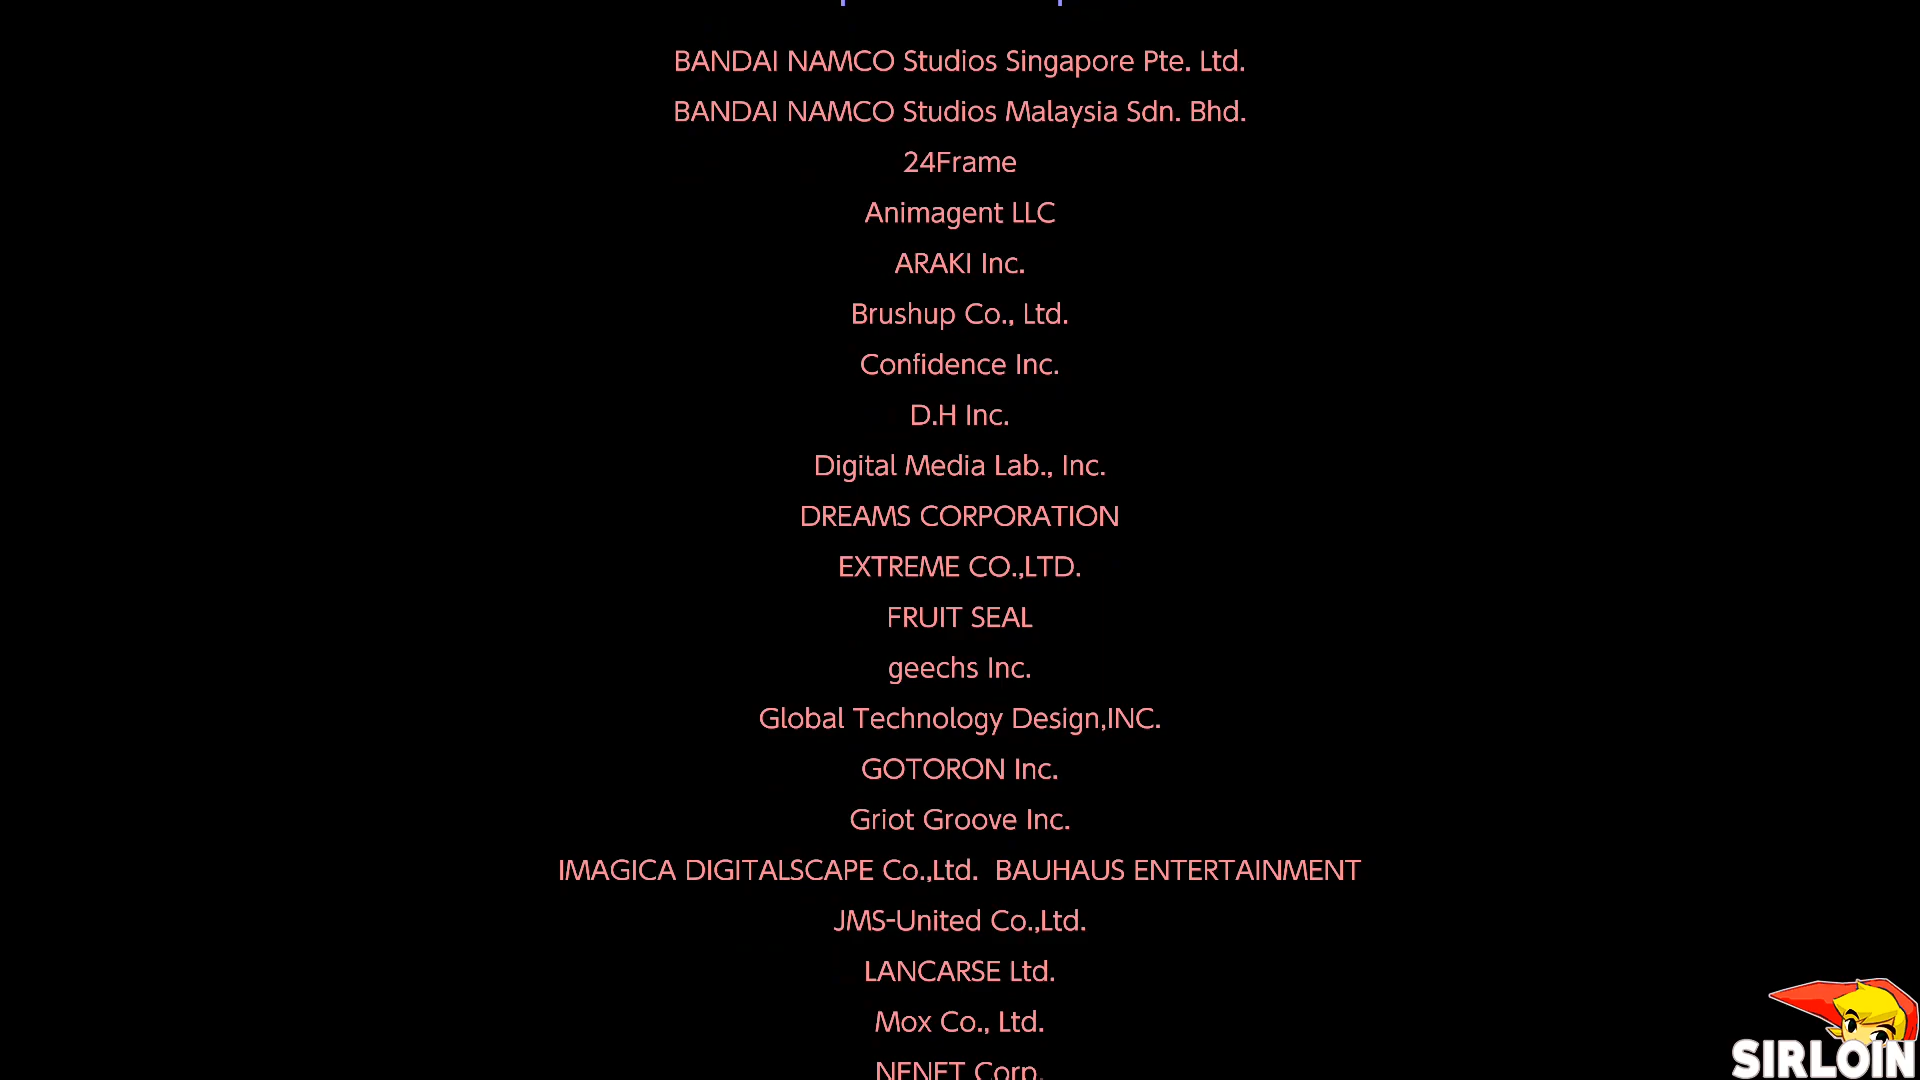 BANDAI NAMCO Studios Singapore Pte. Ltd.
BANDAI NAMCO Studios Malaysia Sdn. Bhd.
24Frame
Animagent LLC
ARAKI Inc.
Brushup Co., Ltd.
Confidence Inc.
D.H Inc.
Digital Media Lab., Inc.
DREAMS CORPORATION
EXTREME CO.,LTD.
FRUIT SEAL
geechs Inc.
Global Technology Design,INC.
GOTORON Inc.
Griot Groove Inc.
IMAGICA DIGITALSCAPE Co.,Ltd.  BAUHAUS ENTERTAINMENT
JMS-United Co.,Ltd.
LANCARSE Ltd.
Mox Co., Ltd.
NENET Corp.
SIRLOIN